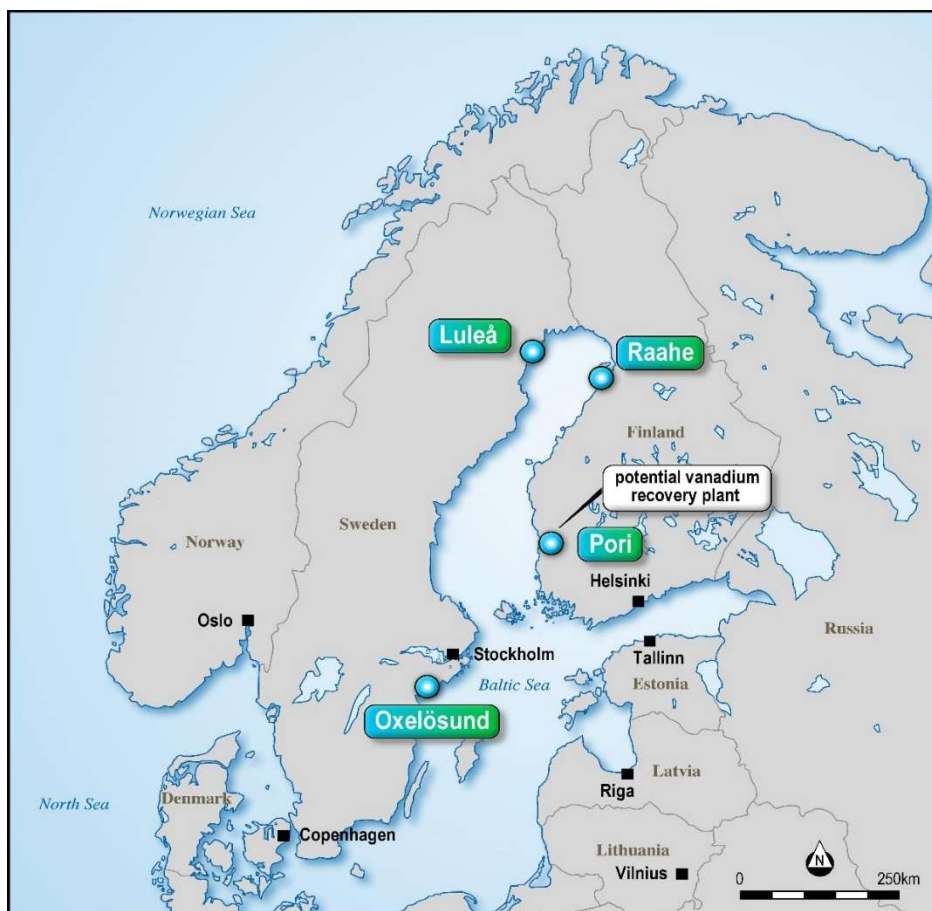 Norwegian Sea
Luleå
Raahe
Finland
potential vanadium
recovery plant
Sweden
Norway
Pori
Helsinki
Oslo
Russia
Stockholm
Tallinn
Baltic Sea
Estonia
Oxelösund
Latvia
Riga
North Sea
Denmark
Copenhagen
Lithuania
Vilnius
N
0 250km